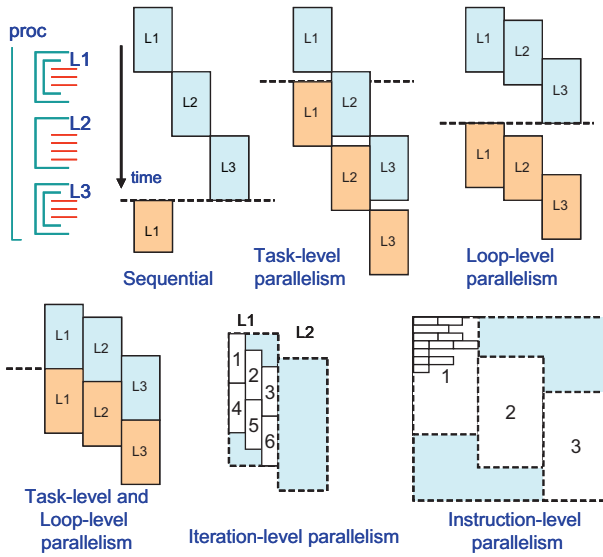 proc
L1
L2
L3
time
L1
L2
L3
L1
Sequential
L1
L2
L3
L1
L2
L3
Task-level
parallelism
L1
L2
L3
L1
L2
L3
Loop-level
parallelism
L1
L2
L3
L1
L2
L3
Task-level and
Loop-level
parallelism
L1
L2
1
2
3
4
5
6
Iteration-level parallelism
1
2
3
Instruction-level
parallelism